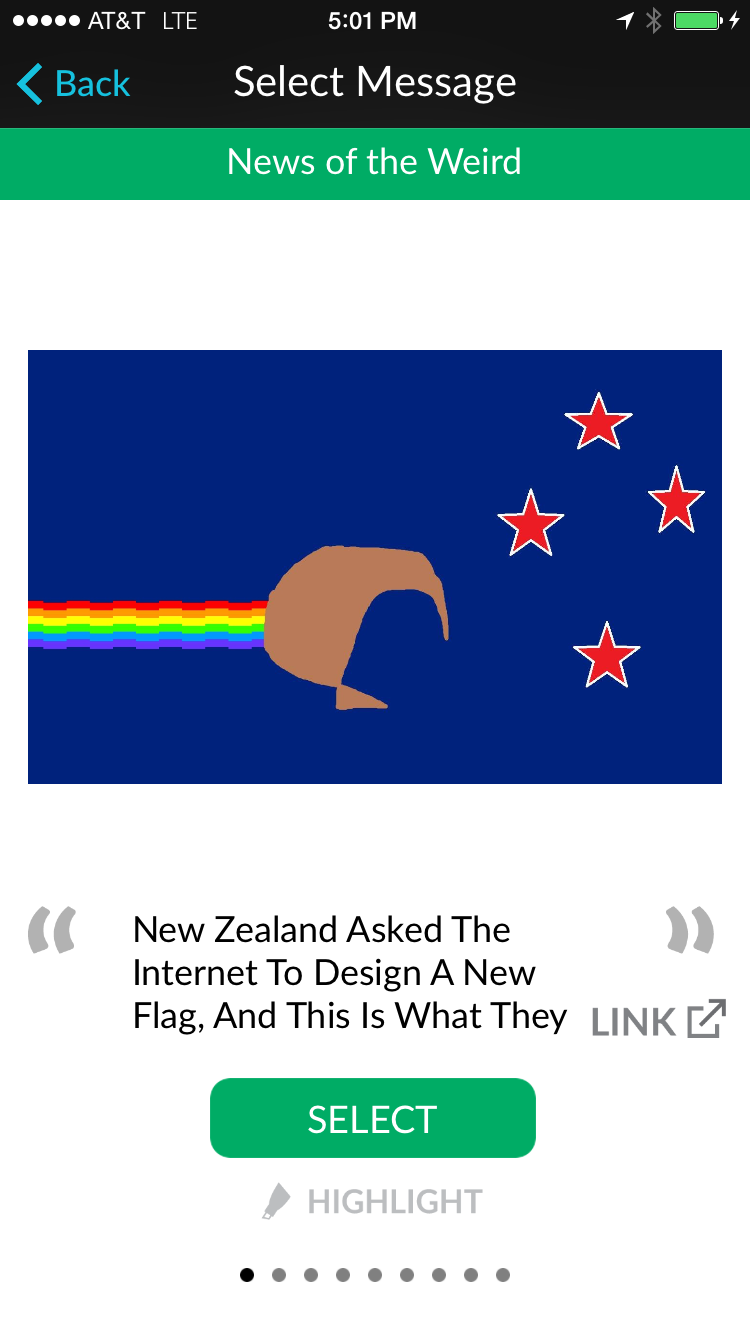 AT&T LTE 5:01 PM
Back Select Message
News of the Weird
“ New Zealand Asked The ”
Internet To Design A New
Flag, And This Is What They
LINK
SELECT
HIGHLIGHT